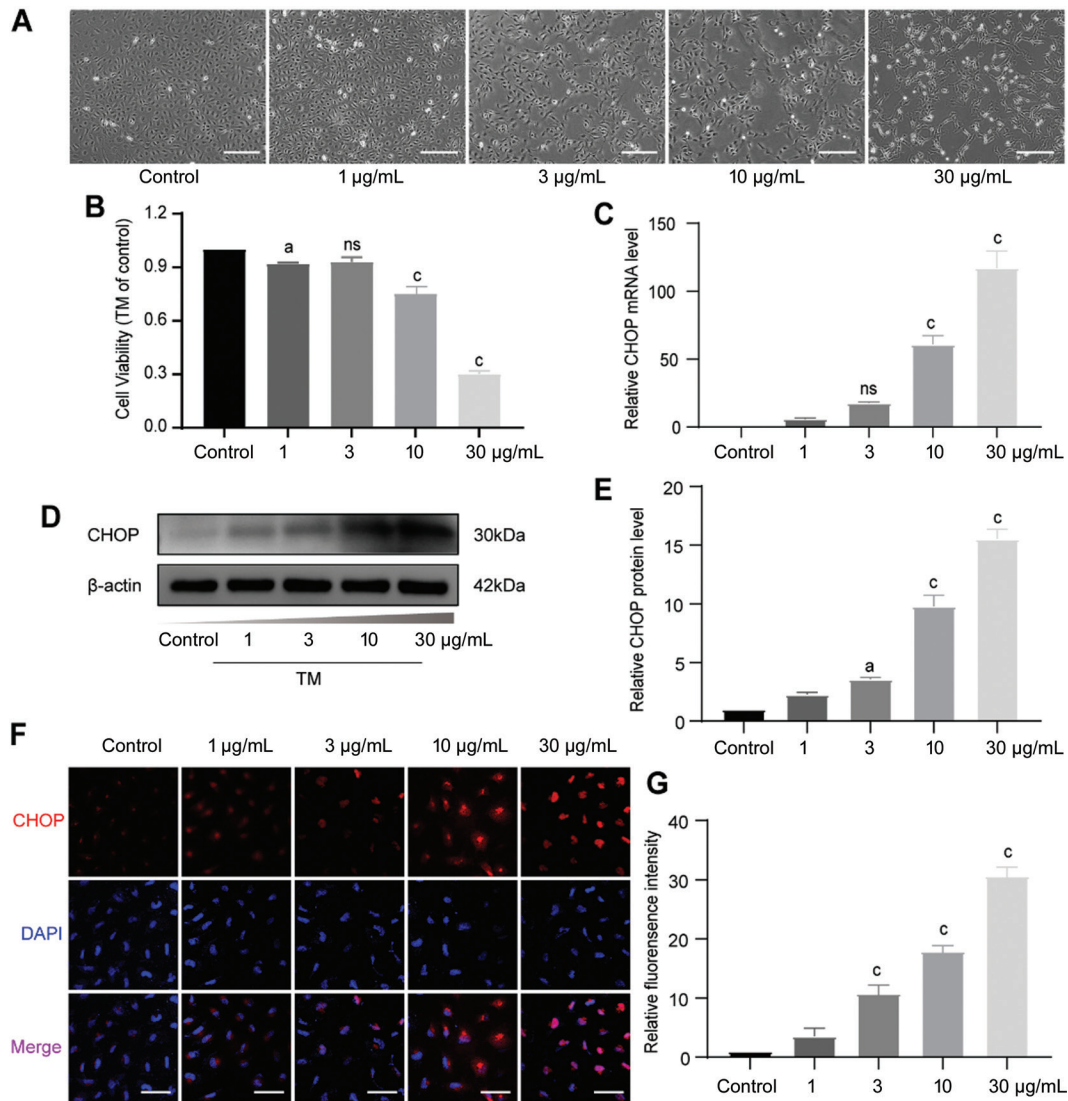 A
Control
1 µg/mL
3 µg/mL
10 µg/mL
30 µg/mL
B
Cell Viability (TM of control)
1.2
0.9
0.6
0.3
0.0
a
ns
c
c
Control
1
3
10
30 µg/mL
C
Relative CHOP mRNA level
150
100
50
0
ns
c
c
Control
1
3
10
30 µg/mL
D
CHOP
30kDa
β-actin
42kDa
Control
1
3
10
30 µg/mL
TM
E
Relative CHOP protein level
20
15
10
5
0
a
c
c
Control
1
3
10
30 µg/mL
F
Control
1 µg/mL
3 µg/mL
10 µg/mL
30 µg/mL
CHOP
DAPI
Merge
G
Relative fluorensence intensity
40
30
20
10
0
c
c
c
Control
1
3
10
30 µg/mL